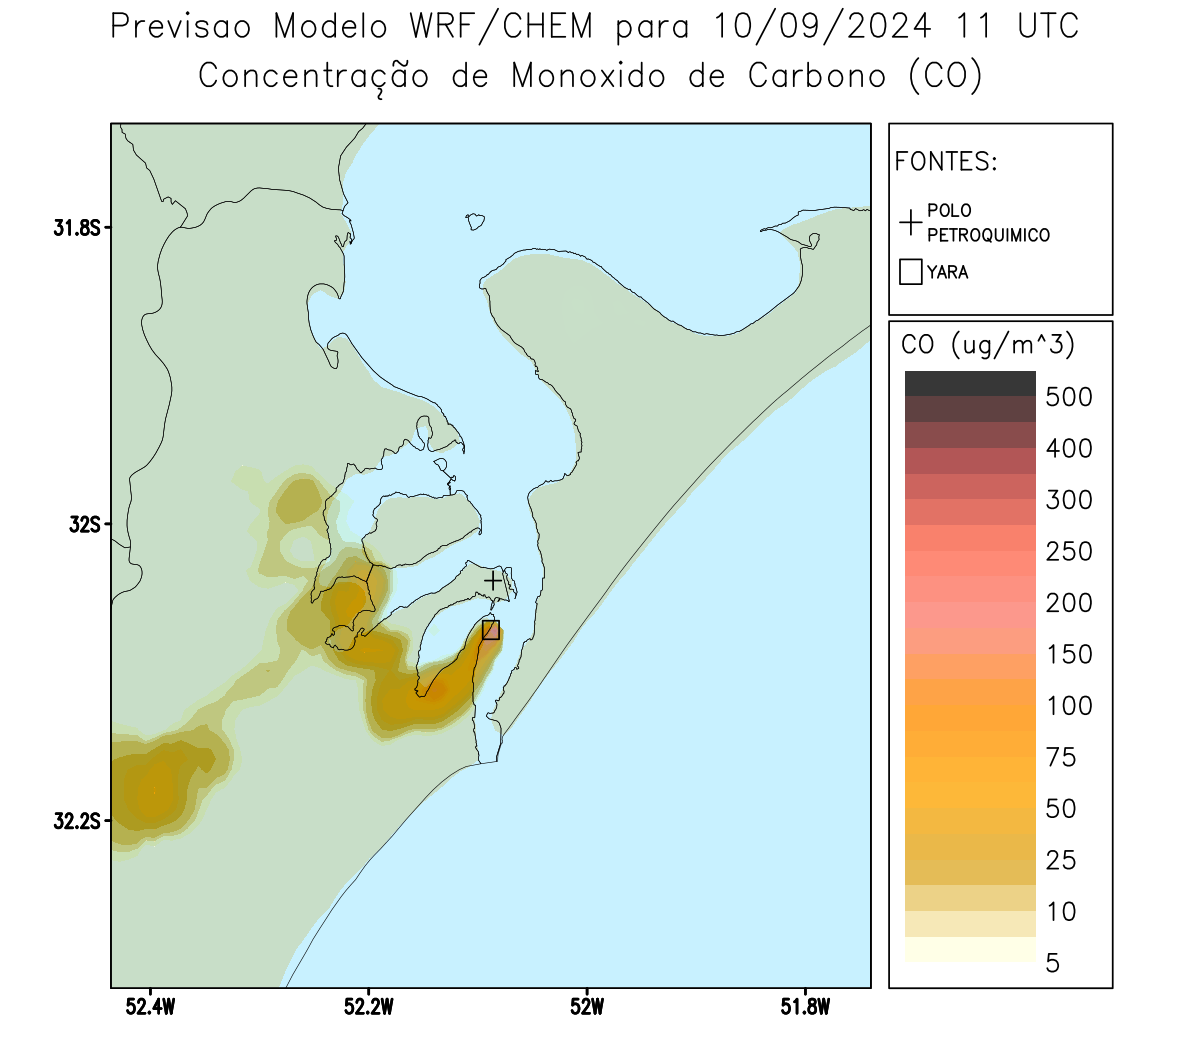 Previsao Modelo WRF/CHEM para 10/09/2024 11 UTC
Concentração de Monoxido de Carbono (CO)
FONTES:
POLO
PETROQUIMICO
YARA
CO (ug/m^3)
500
400
300
250
200
150
100
75
50
25
10
5
31.8S
32S
32.2S
52.4W
52.2W
52W
51.8W